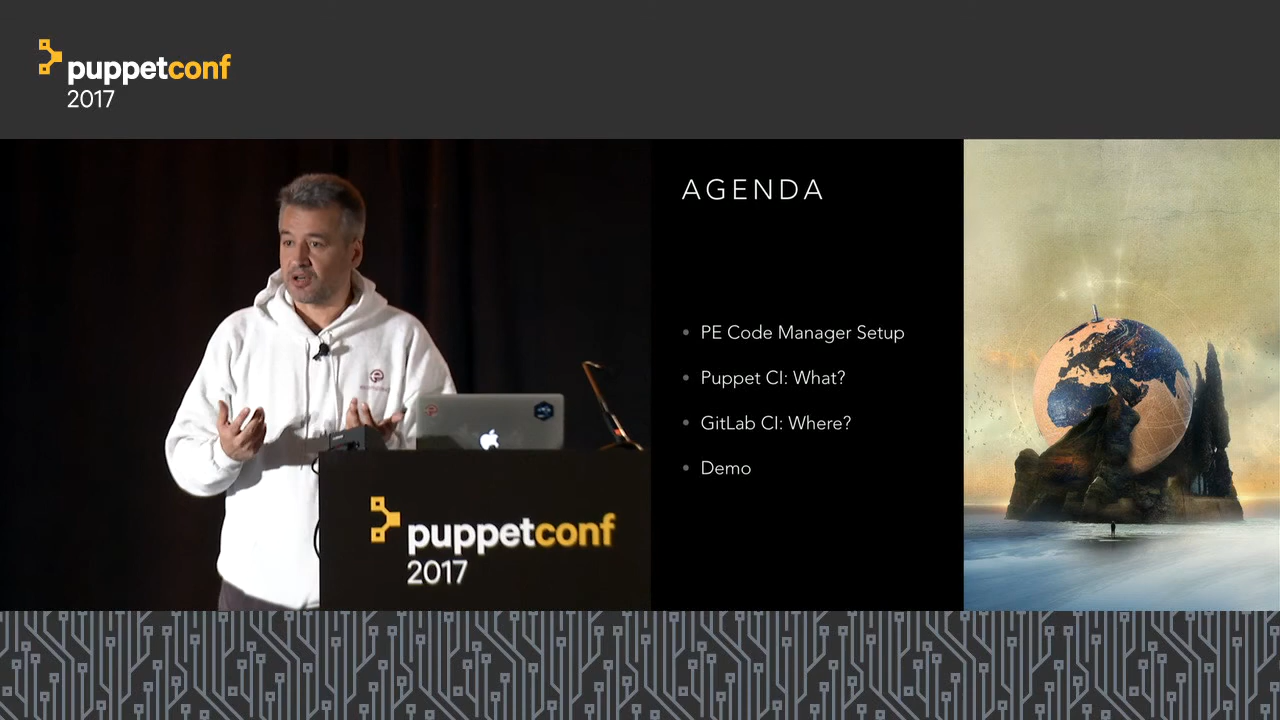 puppetconf
2017
AGENDA
PE Code Manager Setup
Puppet CI: What?
GitLab CI: Where?
Demo
puppetconf
2017